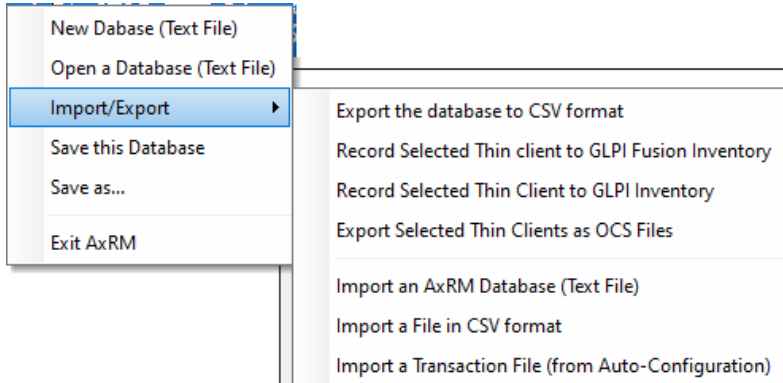 New Dabase (Text File)
Open a Database (Text File)
Import/Export
Save this Database
Save as...
Exit AxRM
Export the database to CSV format
Record Selected Thin client to GLPI Fusion Inventory
Record Selected Thin Client to GLPI Inventory
Export Selected Thin Clients as OCS Files
Import an AxRM Database (Text File)
Import a File in CSV format
Import a Transaction File (from Auto-Configuration)